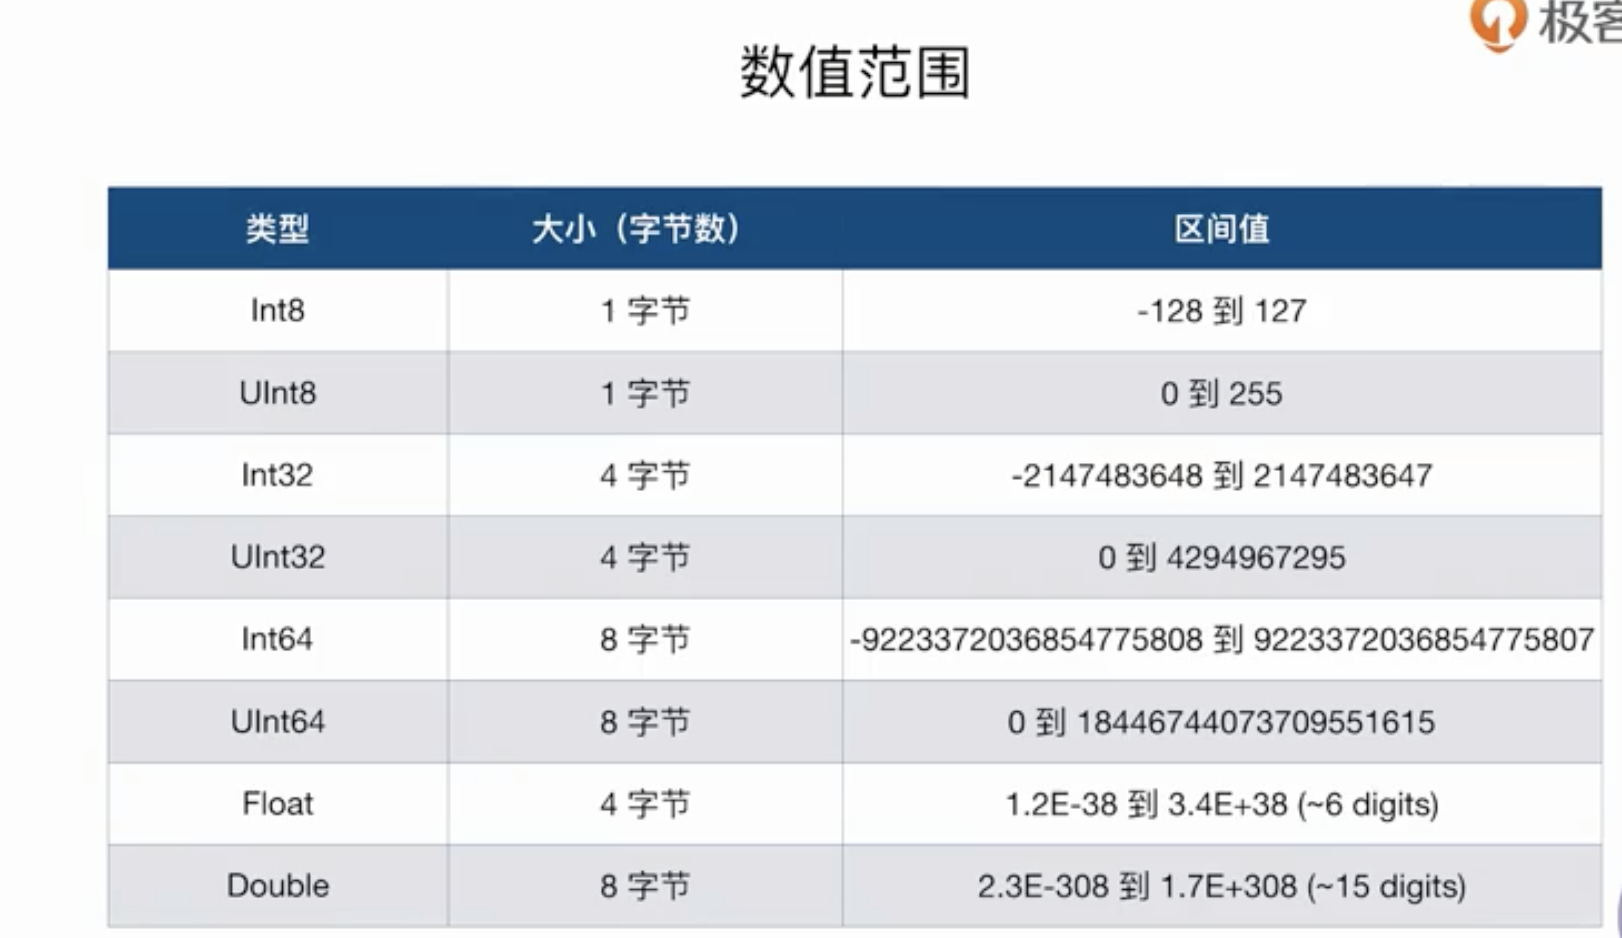 极客
数值范围
类型 大小（字节数） 区间值
Int8 1 字节 -128 到 127
UInt8 1 字节 0 到 255
Int32 4 字节 -2147483648 到 2147483647
UInt32 4 字节 0 到 4294967295
Int64 8 字节 -9223372036854775808 到 9223372036854775807
UInt64 8 字节 0 到 18446744073709551615
Float 4 字节 1.2E-38 到 3.4E+38 (~6 digits)
Double 8 字节 2.3E-308 到 1.7E+308 (~15 digits)